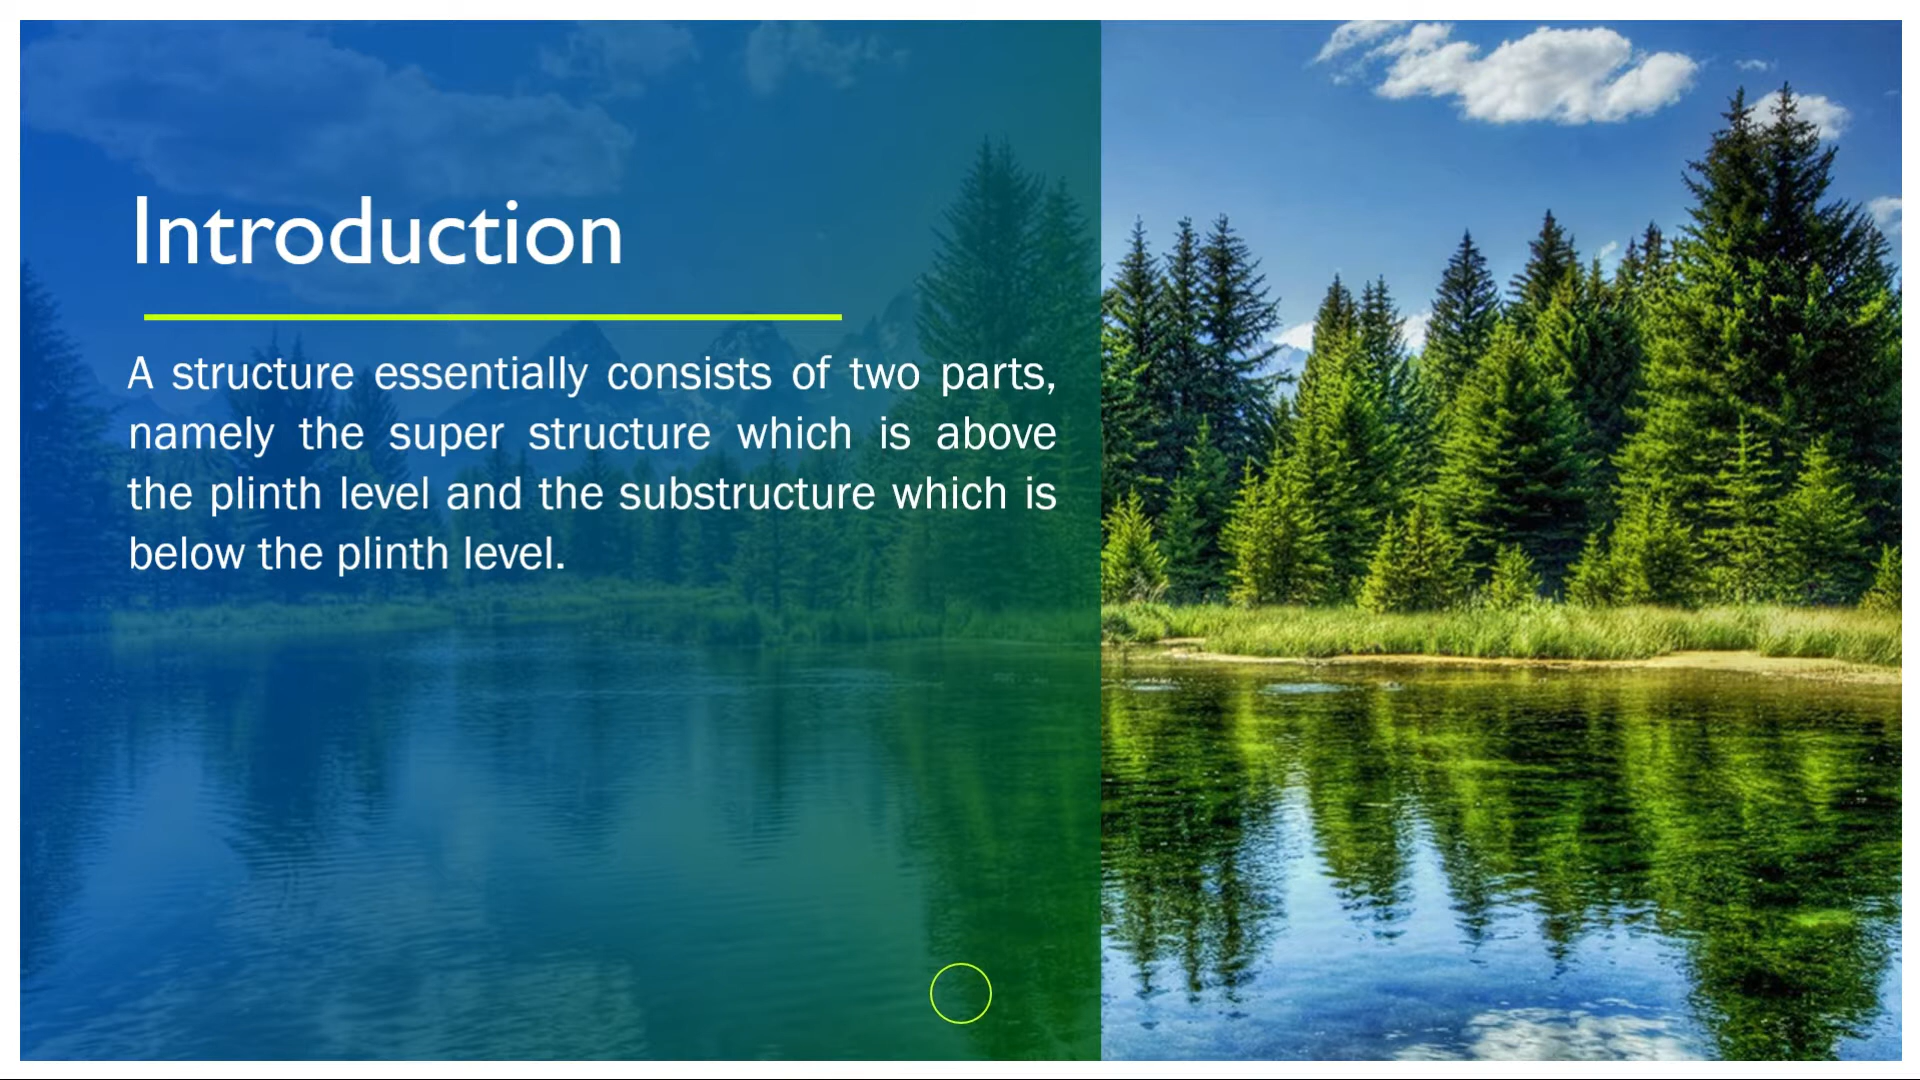 Introduction
A structure essentially consists of two parts,
namely the super structure which is above
the plinth level and the substructure which is
below the plinth level.